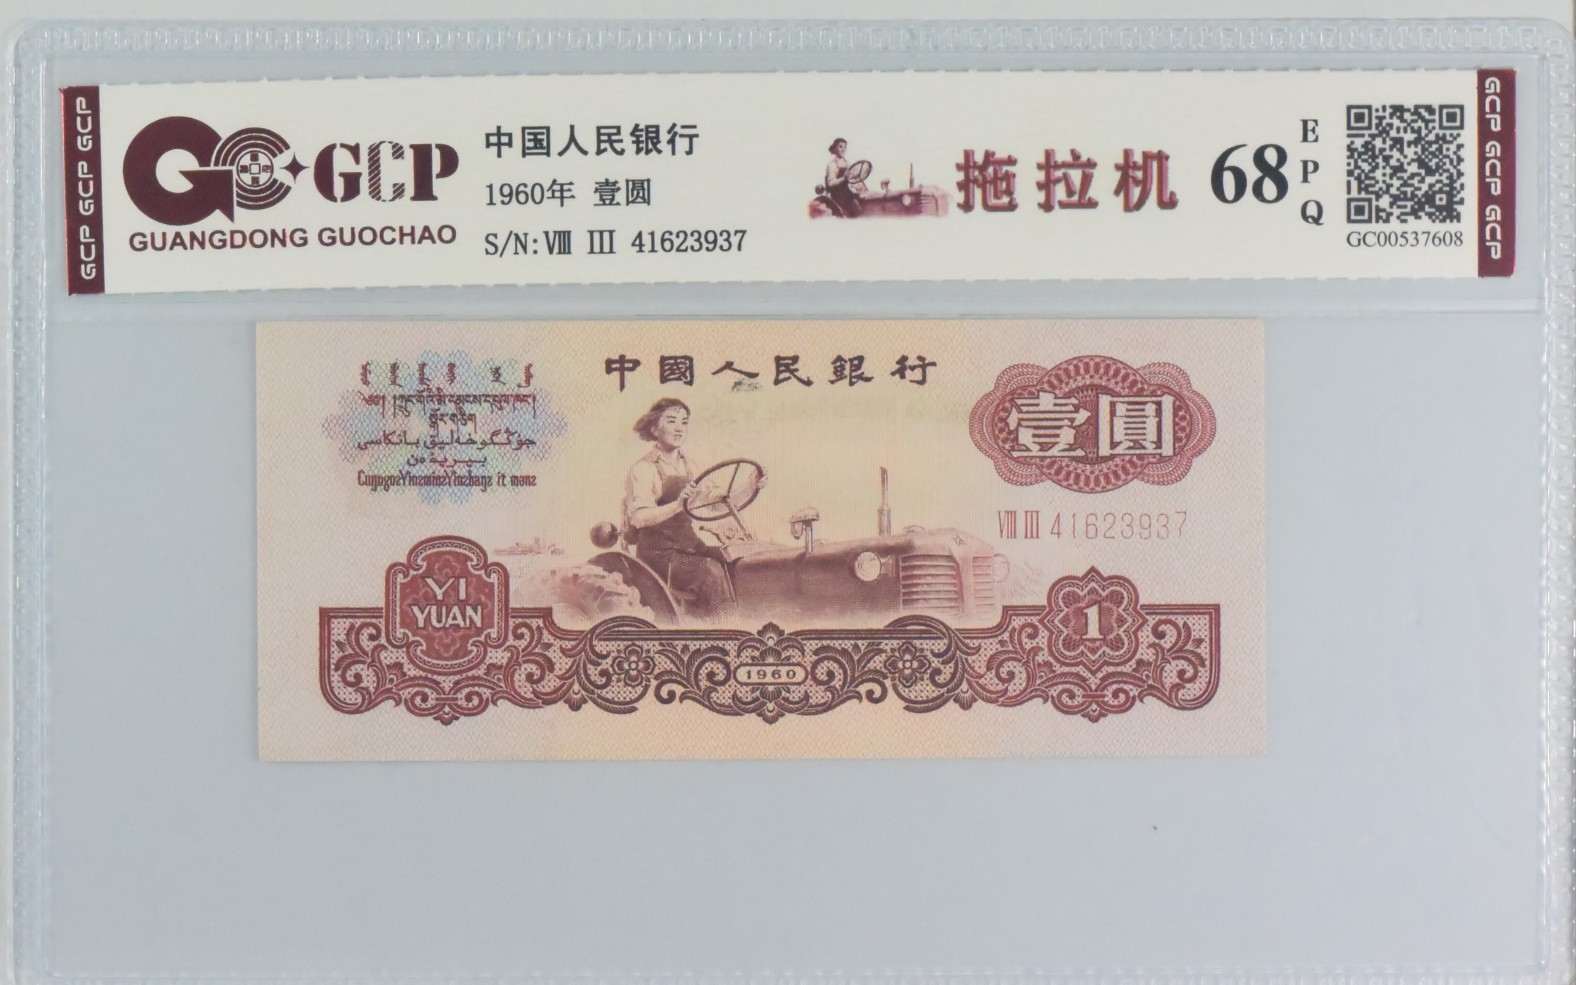 GCP GCP GCP
GCP
GUANGDONG GUOCHAO
中国人民银行
1960年 壹圆
S/N:Ⅷ Ⅲ 41623937
拖拉机
68
EPQ
GC00537608
GCP GCP GCP
中國人民銀行
壹圓
Ⅷ Ⅲ 41623937
YI
YUAN
1960
1